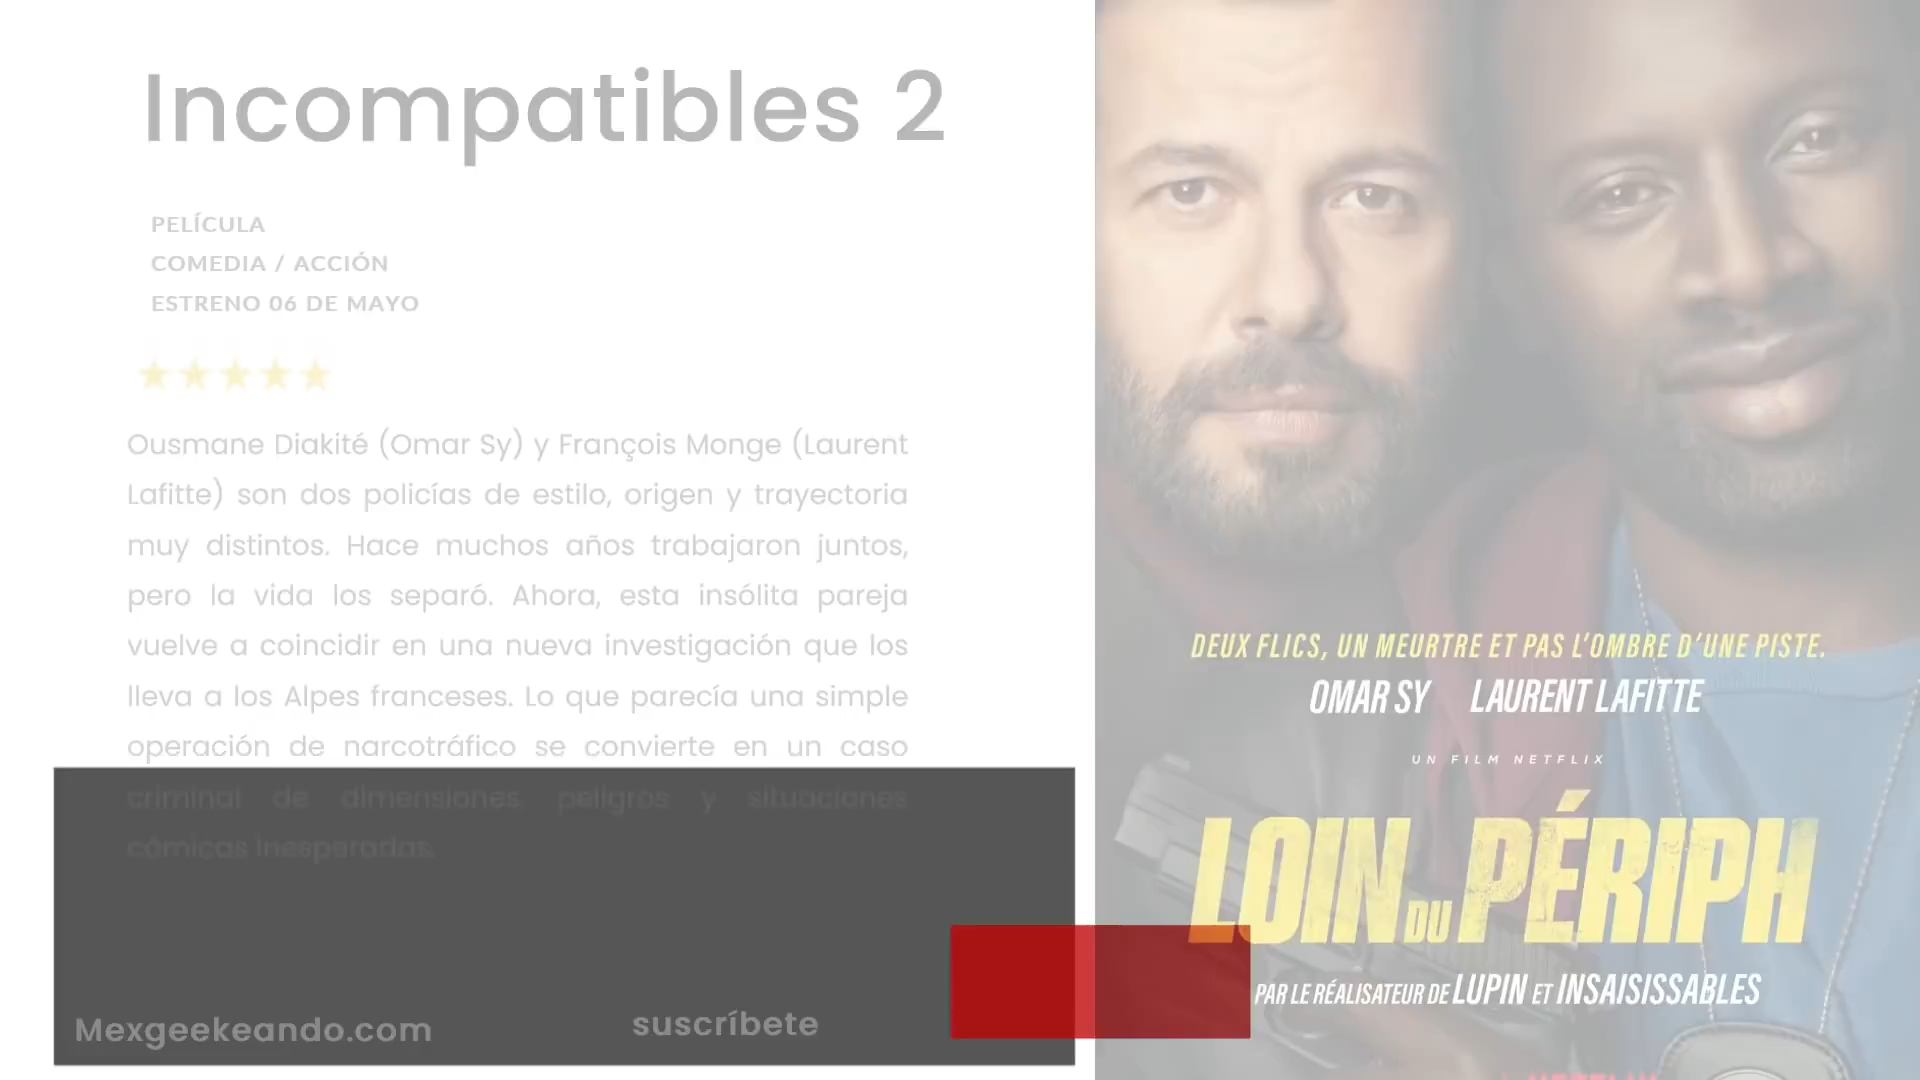 Incompatibles 2
PELÍCULA
COMEDIA / ACCIÓN
ESTRENO 06 DE MAYO
Ousmane Diakité (Omar Sy) y François Monge (Laurent
Lafitte) son dos policías de estilo, origen y trayectoria
muy distintos. Hace muchos años trabajaron juntos,
pero la vida los separó. Ahora, esta insólita pareja
vuelve a coincidir en una nueva investigación que los
lleva a los Alpes franceses. Lo que parecía una simple
operación de narcotráfico se convierte en un caso
criminal de dimensiones, peligros y situaciones
cómicas inesperadas.
Mexgeekeando.com
suscríbete
DEUX FLICS, UN MEURTRE ET PAS L'OMBRE D'UNE PISTE.
OMAR SY LAURENT LAFITTE
UN FILM NETFLIX
LOIN DU PÉRIPH
PAR LE RÉALISATEUR DE LUPIN ET INSAISISSABLES